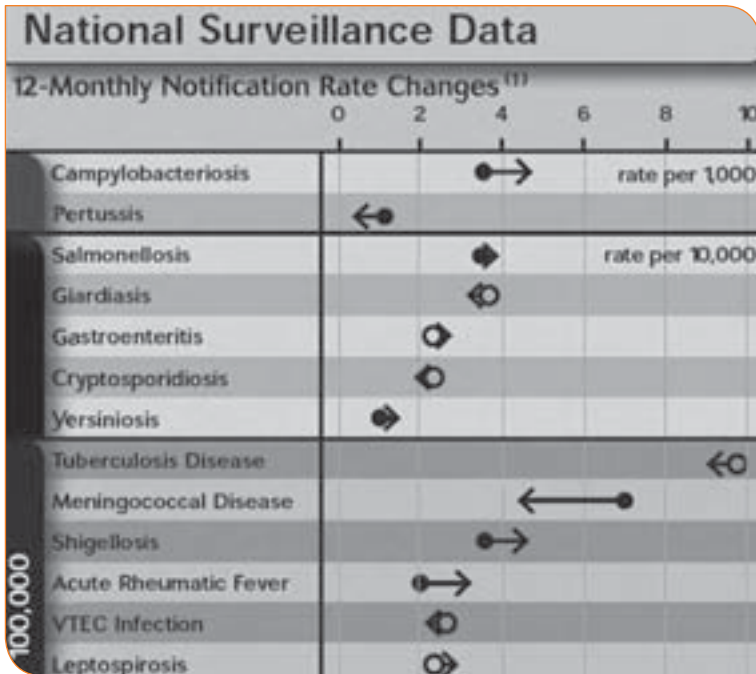 National Surveillance Data
12-Monthly Notification Rate Changes (1)
0 2 4 6 8 10
Campylobacteriosis rate per 1,000
Pertussis
Salmonellosis rate per 10,000
Giardiasis
Gastroenteritis
Cryptosporidiosis
Yersiniosis
Tuberculosis Disease
Meningococcal Disease
Shigellosis
Acute Rheumatic Fever
VTEC Infection
Leptospirosis
100,000